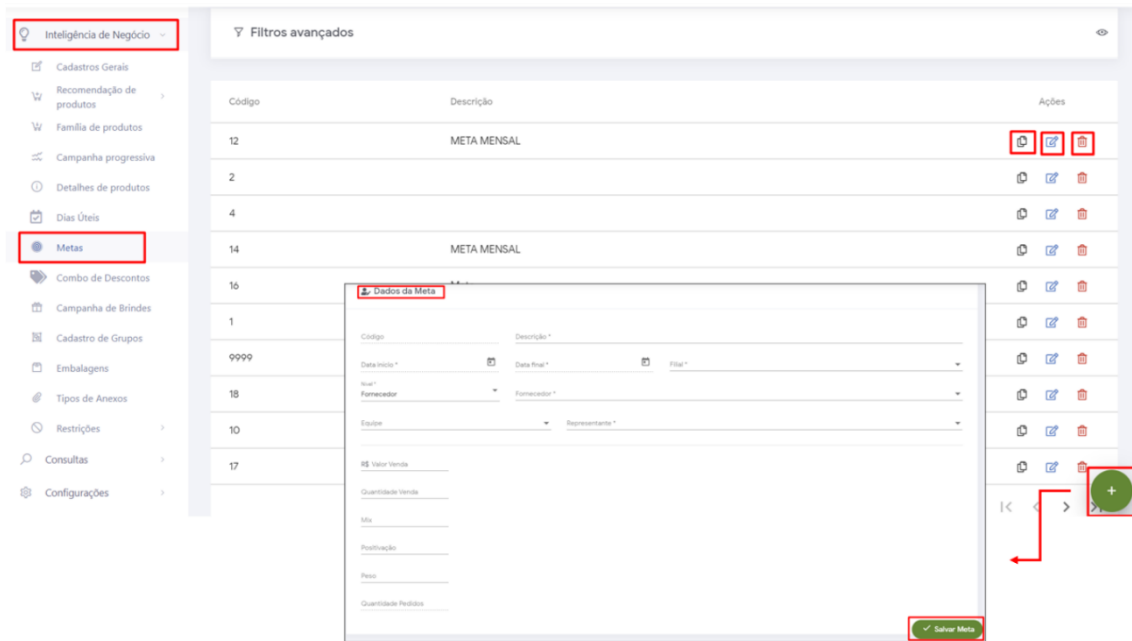 Inteligência de Negócio
Cadastros Gerais
Recomendação de
produtos
Família de produtos
Campanha progressiva
Detalhes de produtos
Dias Úteis
Metas
Combo de Descontos
Campanha de Brindes
Cadastro de Grupos
Embalagens
Tipos de Anexos
Restrições
Consultas
Configurações
Filtros avançados
Código Descrição Ações
12 META MENSAL
2
4
14 META MENSAL
16
1
9999
18
10
17
Dados da Meta
Código Descrição *
Data Início * Data final * Filial *
Nível *
Fornecedor Fornecedor *
Equipe Representante *
R$ Valor Venda
Quantidade Venda
Mix
Positivação
Peso
Quantidade Pedidos
Salvar Meta